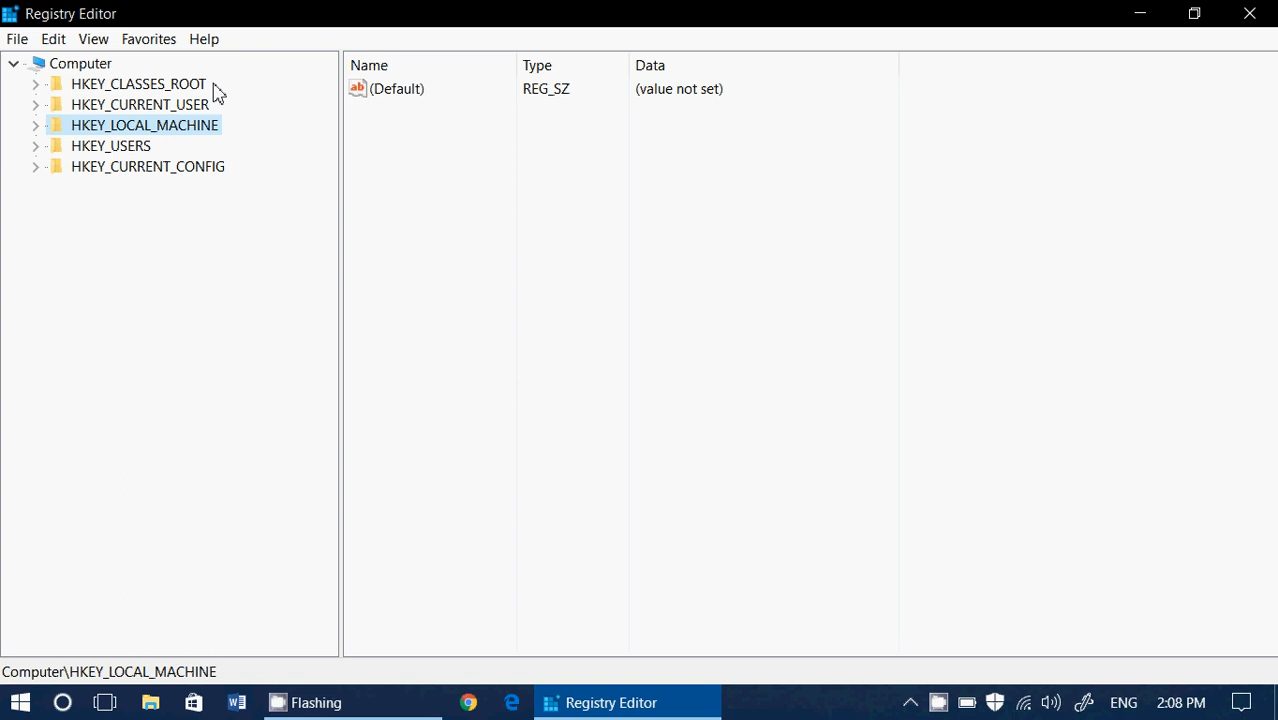 Registry Editor
File Edit View Favorites Help
Computer
HKEY_CLASSES_ROOT
HKEY_CURRENT_USER
HKEY_LOCAL_MACHINE
HKEY_USERS
HKEY_CURRENT_CONFIG
Name Type Data
ab (Default) REG_SZ (value not set)
Computer\HKEY_LOCAL_MACHINE
Flashing Registry Editor ENG 2:08 PM